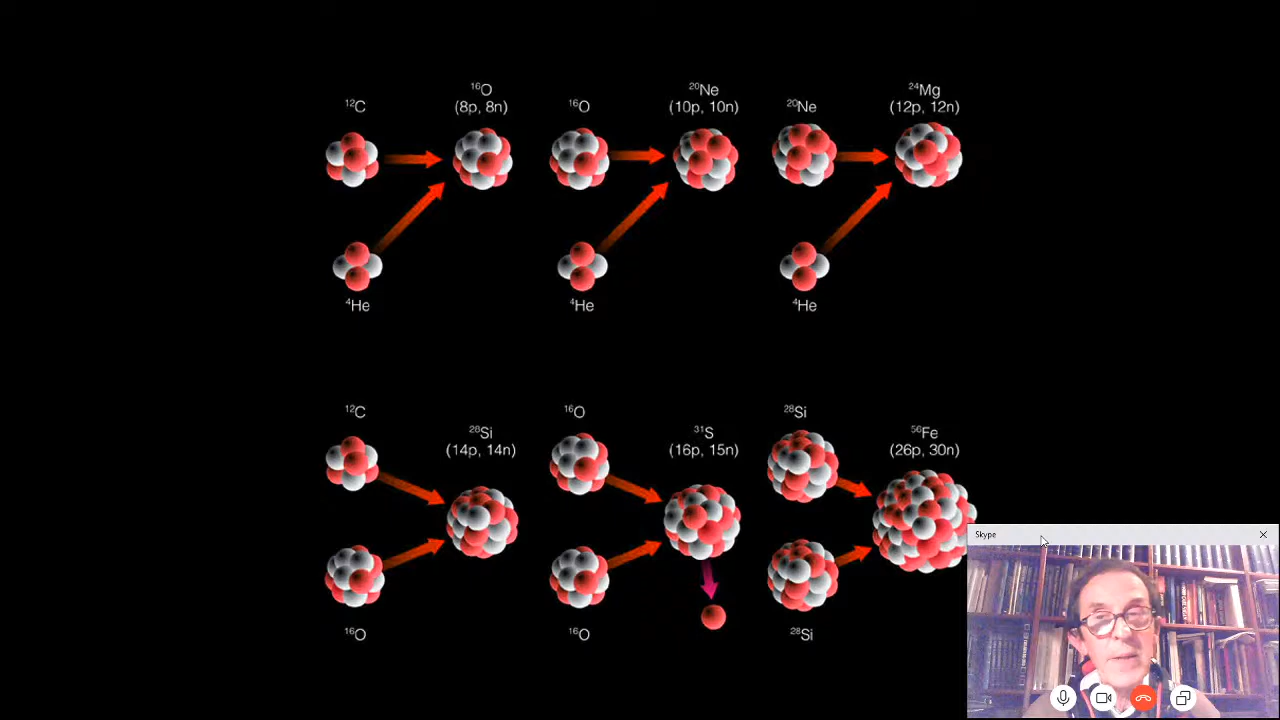 ¹²C
¹⁶O
(8p, 8n)
⁴He
¹⁶O
²⁰Ne
(10p, 10n)
⁴He
²⁰Ne
²⁴Mg
(12p, 12n)
⁴He
¹²C
²⁸Si
(14p, 14n)
¹⁶O
¹⁶O
³¹S
(16p, 15n)
¹⁶O
²⁸Si
⁵⁶Fe
(26p, 30n)
²⁸Si
Skype